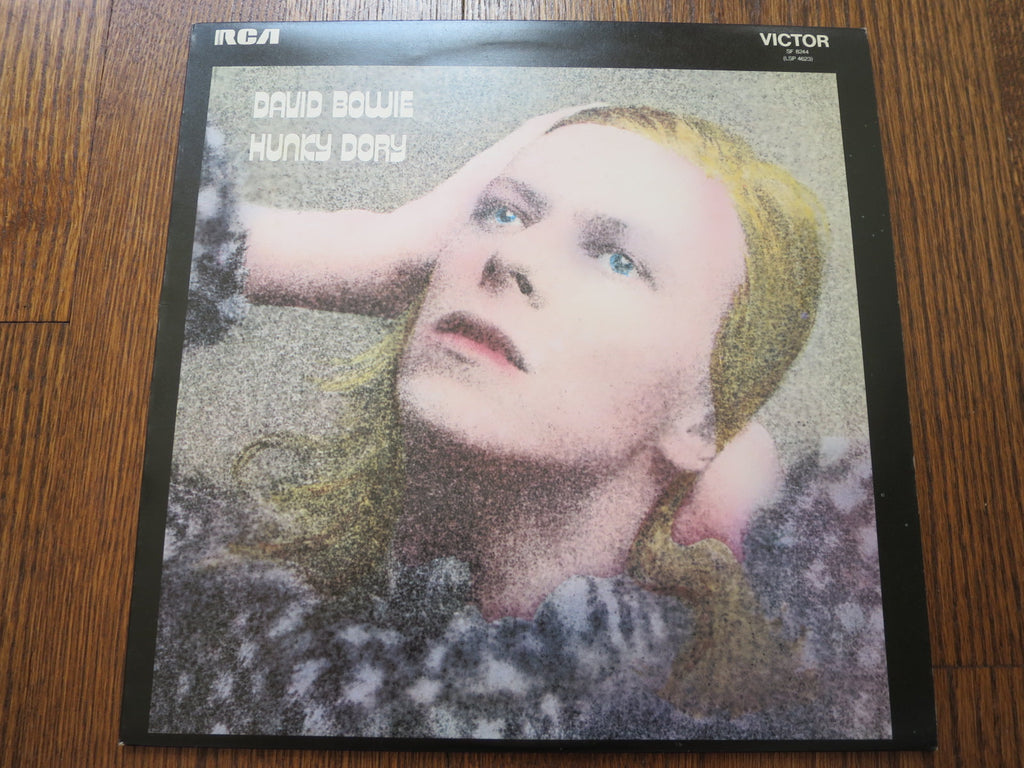 RCA
VICTOR
SF 8244
(LSP 4623)
DAVID BOWIE
HUNKY DORY